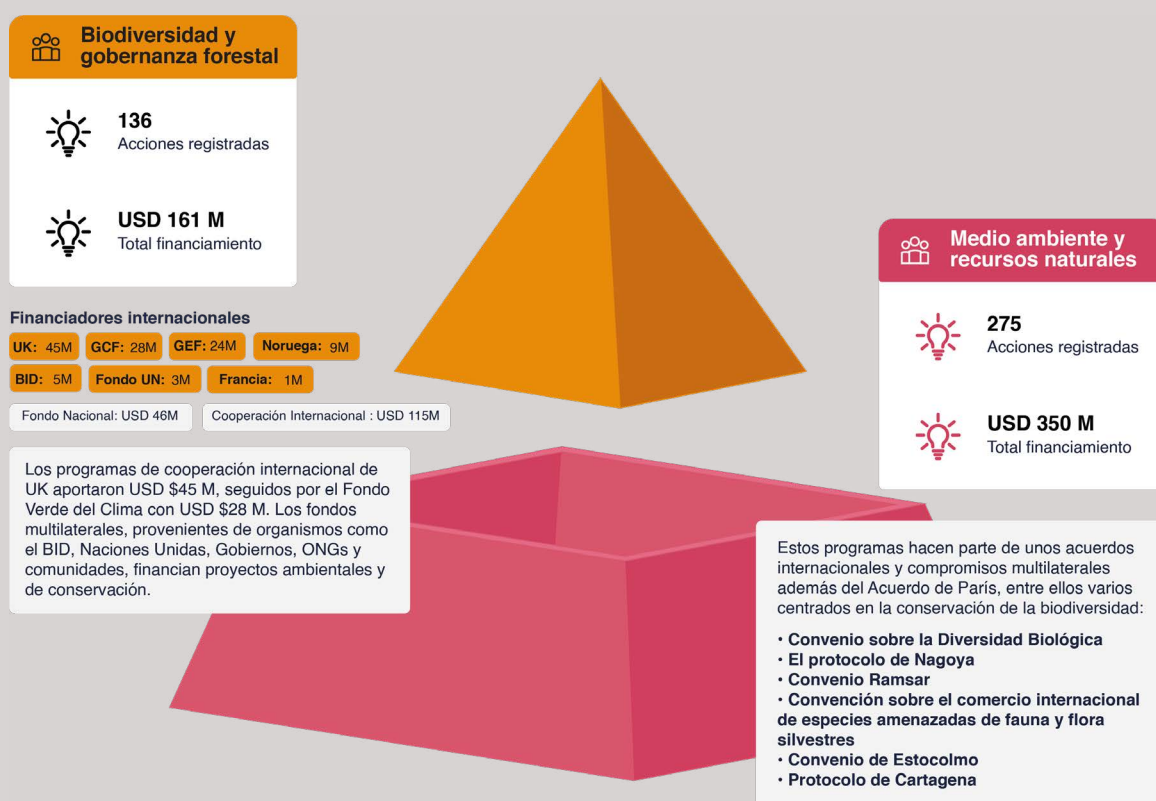 Biodiversidad y
gobernanza forestal
136
Acciones registradas
USD 161 M
Total financiamiento
Financiadores internacionales
UK: 45M GCF: 28M GEF: 24M Noruega: 9M
BID: 5M Fondo UN: 3M Francia: 1M
Fondo Nacional: USD 46M Cooperación Internacional : USD 115M
Los programas de cooperación internacional de
UK aportaron USD $45 M, seguidos por el Fondo
Verde del Clima con USD $28 M. Los fondos
multilaterales, provenientes de organismos como
el BID, Naciones Unidas, Gobiernos, ONGs y
comunidades, financian proyectos ambientales y
de conservación.
Medio ambiente y
recursos naturales
275
Acciones registradas
USD 350 M
Total financiamiento
Estos programas hacen parte de unos acuerdos
internacionales y compromisos multilaterales
además del Acuerdo de París, entre ellos varios
centrados en la conservación de la biodiversidad:
• Convenio sobre la Diversidad Biológica
• El protocolo de Nagoya
• Convenio Ramsar
• Convención sobre el comercio internacional
de especies amenazadas de fauna y flora
silvestres
• Convenio de Estocolmo
• Protocolo de Cartagena